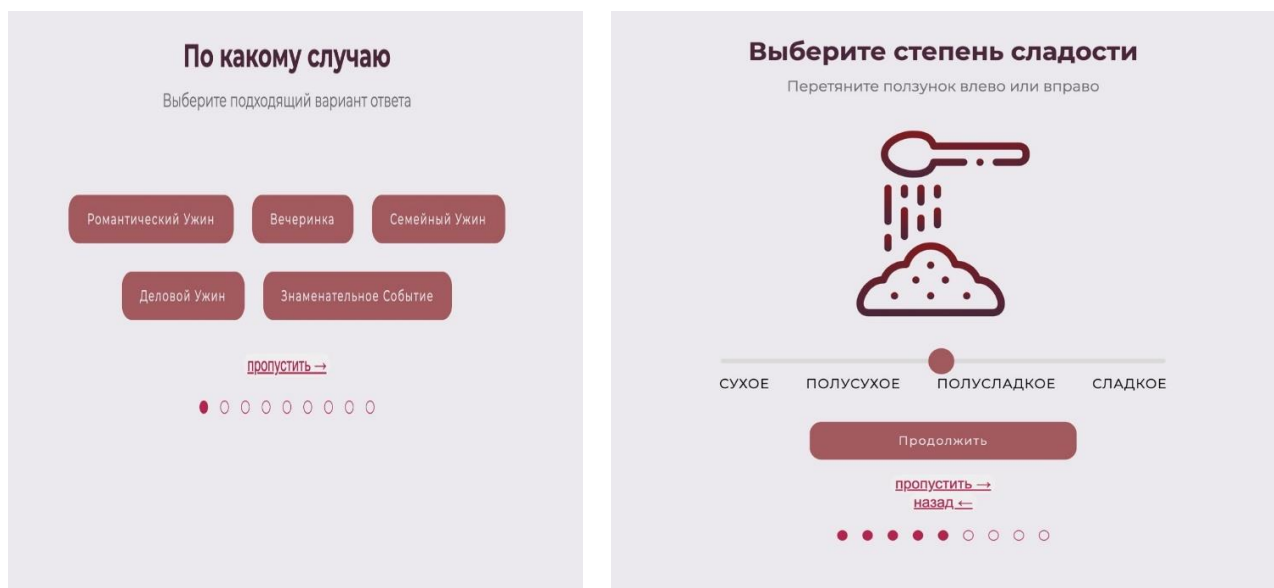 По какому случаю
Выберите подходящий вариант ответа
Романтический Ужин
Вечеринка
Семейный Ужин
Деловой Ужин
Знаменательное Событие
пропустить →
Выберите степень сладости
Перетяните ползунок влево или вправо
СУХОЕ
ПОЛУСУХОЕ
ПОЛУСЛАДКОЕ
СЛАДКОЕ
Продолжить
пропустить →
назад ←